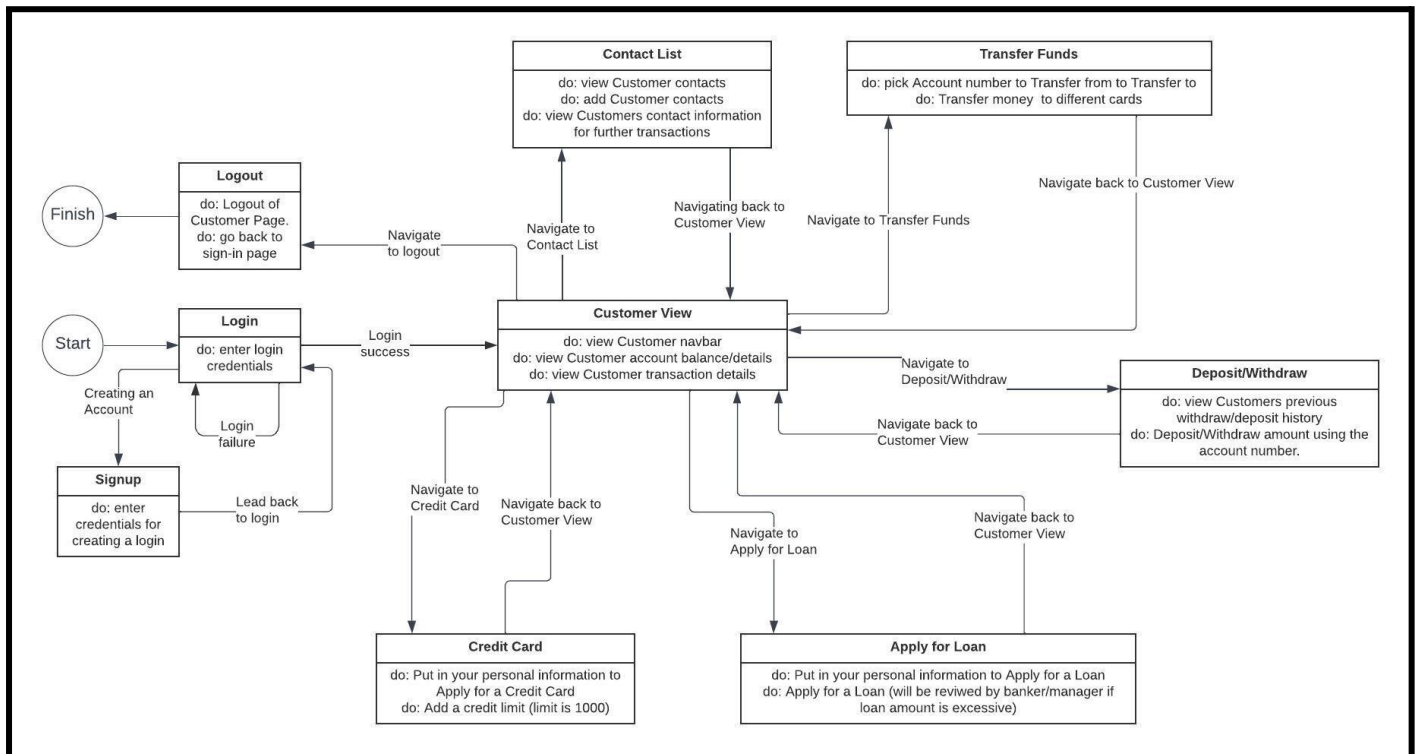 Contact List
do: view Customer contacts
do: add Customer contacts
do: view Customers contact information
for further transactions
Transfer Funds
do: pick Account number to Transfer from to Transfer to
do: Transfer money to different cards
Logout
do: Logout of
Customer Page.
do: go back to
sign-in page
Finish
Navigate
to logout
Navigate to
Contact List
Navigating back to
Customer View
Navigate to Transfer Funds
Navigate back to Customer View
Start
Login
do: enter login
credentials
Login
success
Customer View
do: view Customer navbar
do: view Customer account balance/details
do: view Customer transaction details
Navigate to
Deposit/Withdraw
Deposit/Withdraw
do: view Customers previous
withdraw/deposit history
do: Deposit/Withdraw amount using the
account number.
Navigate back to
Customer View
Creating an
Account
Login
failure
Signup
do: enter
credentials for
creating a login
Lead back
to login
Navigate to
Credit Card
Navigate back to
Customer View
Navigate to
Apply for Loan
Navigate back to
Customer View
Credit Card
do: Put in your personal information to
Apply for a Credit Card
do: Add a credit limit (limit is 1000)
Apply for Loan
do: Put in your personal information to Apply for a Loan
do: Apply for a Loan (will be reviwed by banker/manager if
loan amount is excessive)